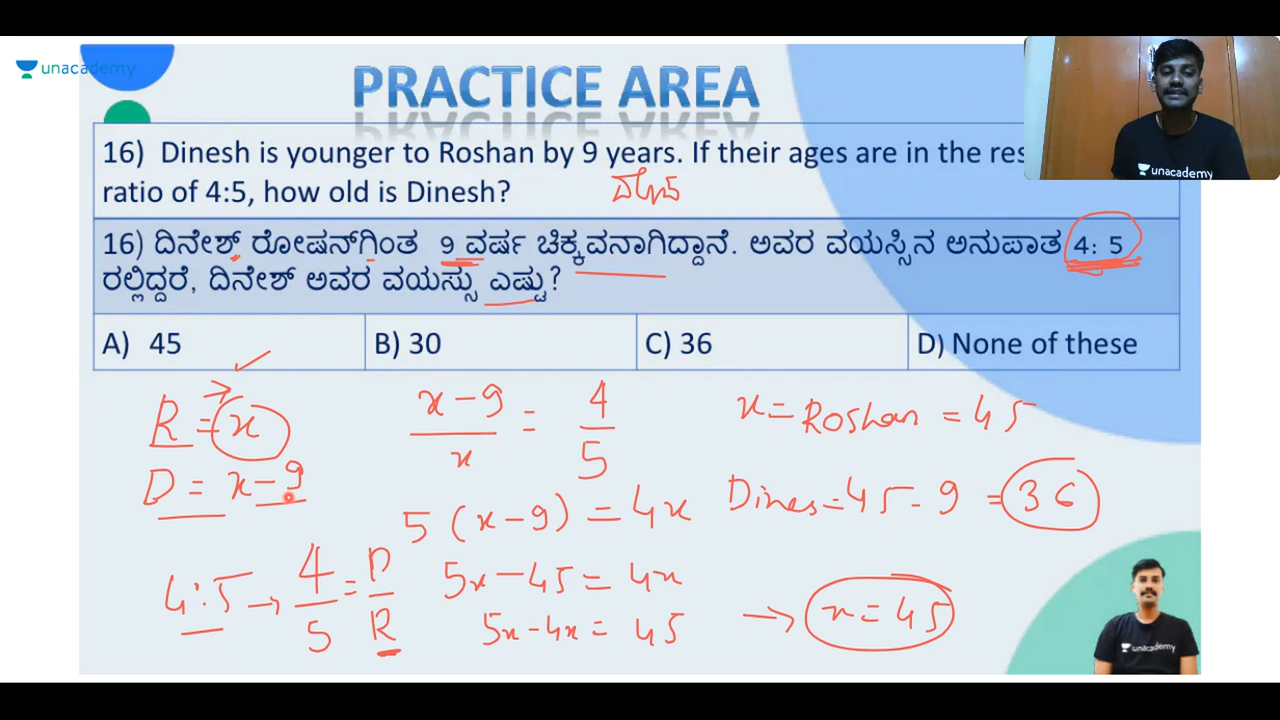 unacademy
PRACTICE AREA
16) Dinesh is younger to Roshan by 9 years. If their ages are in the res
ratio of 4:5, how old is Dinesh?
16) ದಿನೇಶ್ ರೋಷನ್‌ಗಿಂತ 9 ವರ್ಷ ಚಿಕ್ಕವನಾಗಿದ್ದಾನೆ. ಅವರ ವಯಸ್ಸಿನ ಅನುಪಾತ 4: 5
ರಲ್ಲಿದ್ದರೆ, ದಿನೇಶ್ ಅವರ ವಯಸ್ಸು ಎಷ್ಟು?
A) 45
B) 30
C) 36
D) None of these
R = x
D = x - 9
4:5 → 4/5 = D/R
x - 9 / x = 4 / 5
5 (x - 9) = 4x
5x - 45 = 4x
5x - 4x = 45
x = Roshan = 45
Dines = 45 - 9 = 36
→ x = 45
unacademy
unacademy